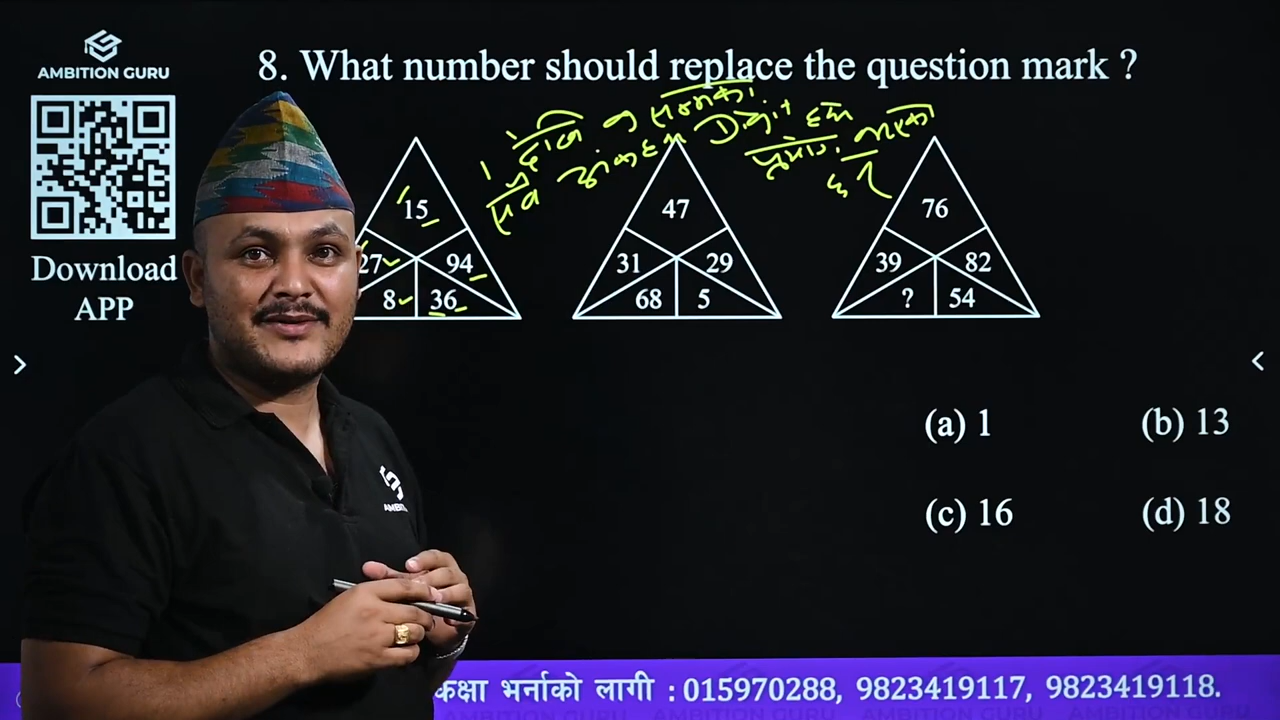 AMBITION GURU
8. What number should replace the question mark ?
15
27
94
8
36
47
31
29
68
5
76
39
82
?
54
Download
APP
(a) 1
(b) 13
(c) 16
(d) 18
कक्षा भर्नाको लागी : 015970288, 9823419117, 9823419118.